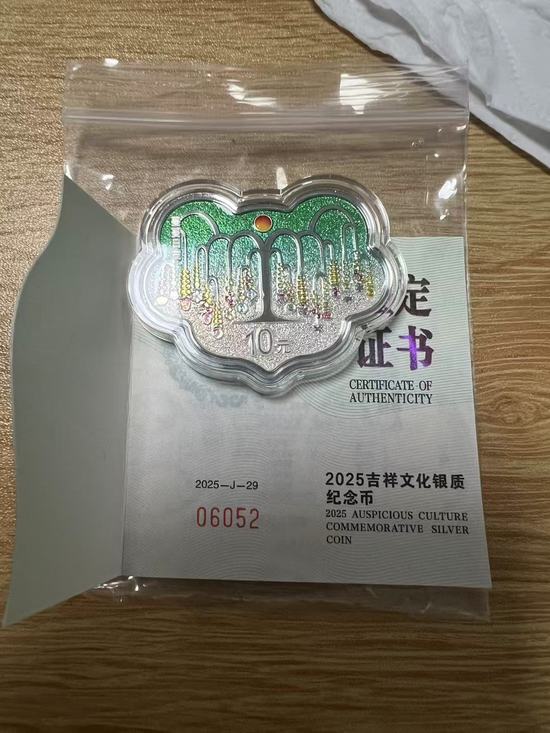 10元
定
证书
CERTIFICATE OF
AUTHENTICITY
2025—J—29
06052
2025吉祥文化银质
纪念币
2025 AUSPICIOUS CULTURE
COMMEMORATIVE SILVER
COIN